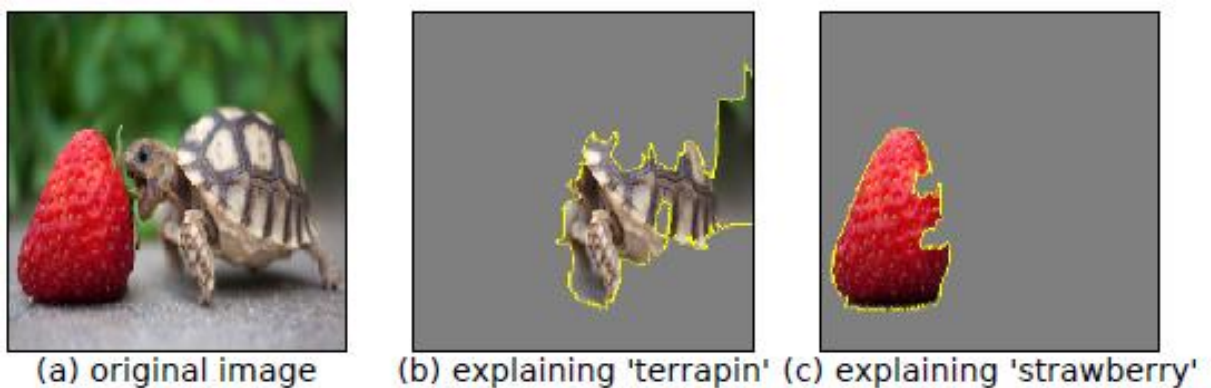 (a) original image
(b) explaining 'terrapin'
(c) explaining 'strawberry'